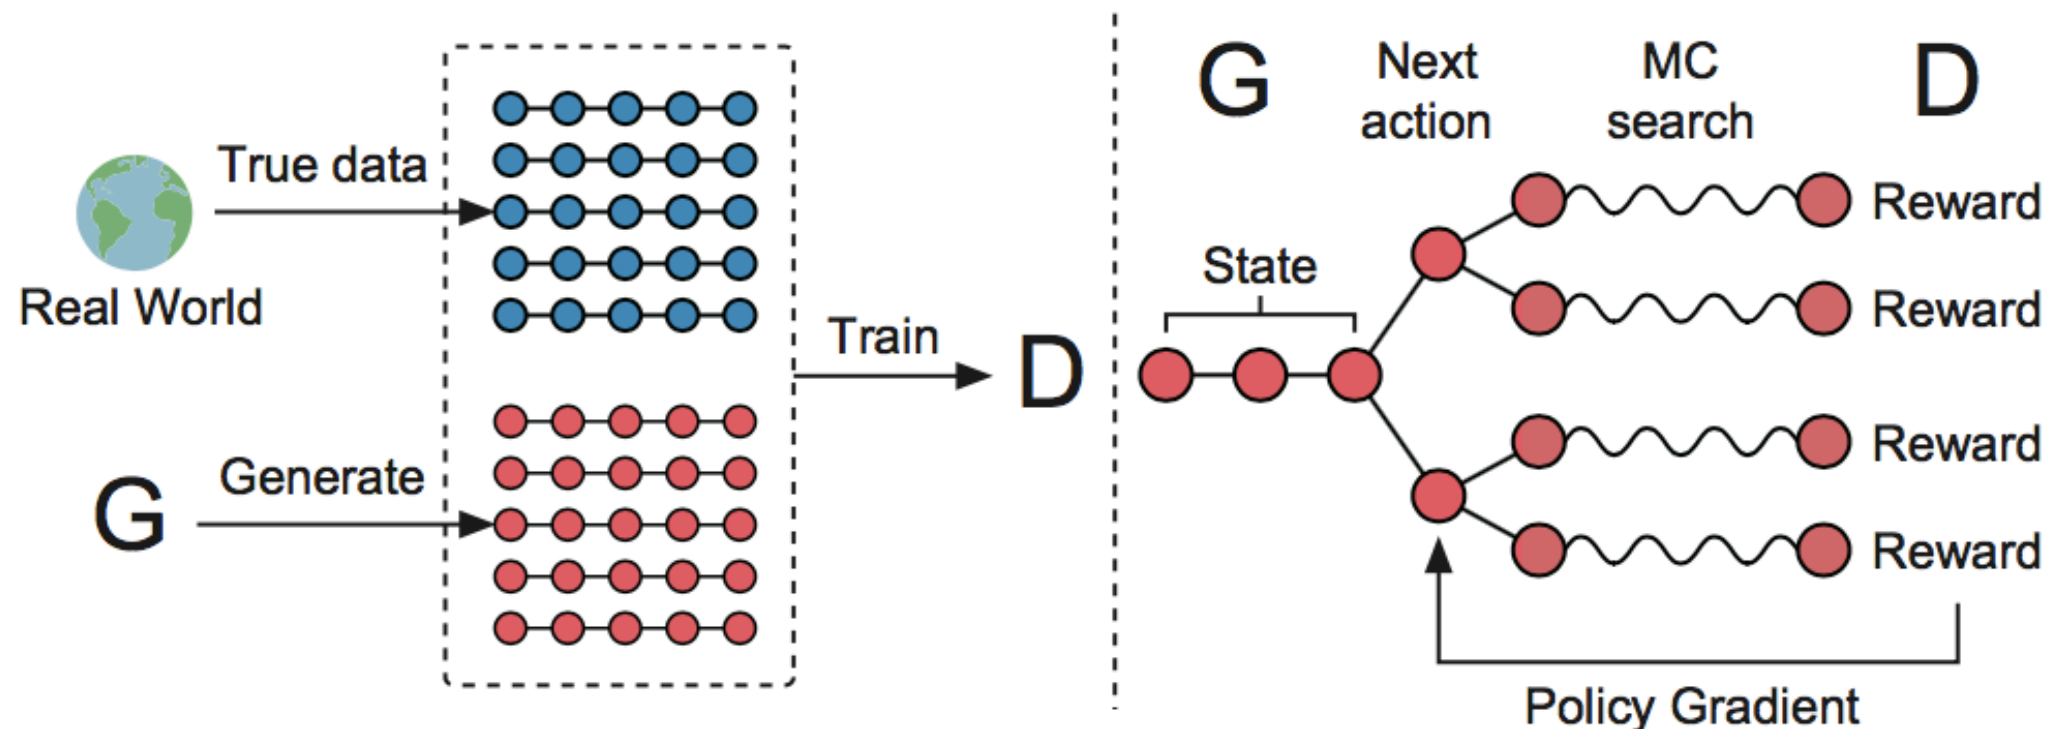 True data
Real World
G
Generate
Train
D
G
Next
action
MC
search
D
State
Reward
Reward
Reward
Reward
Policy Gradient